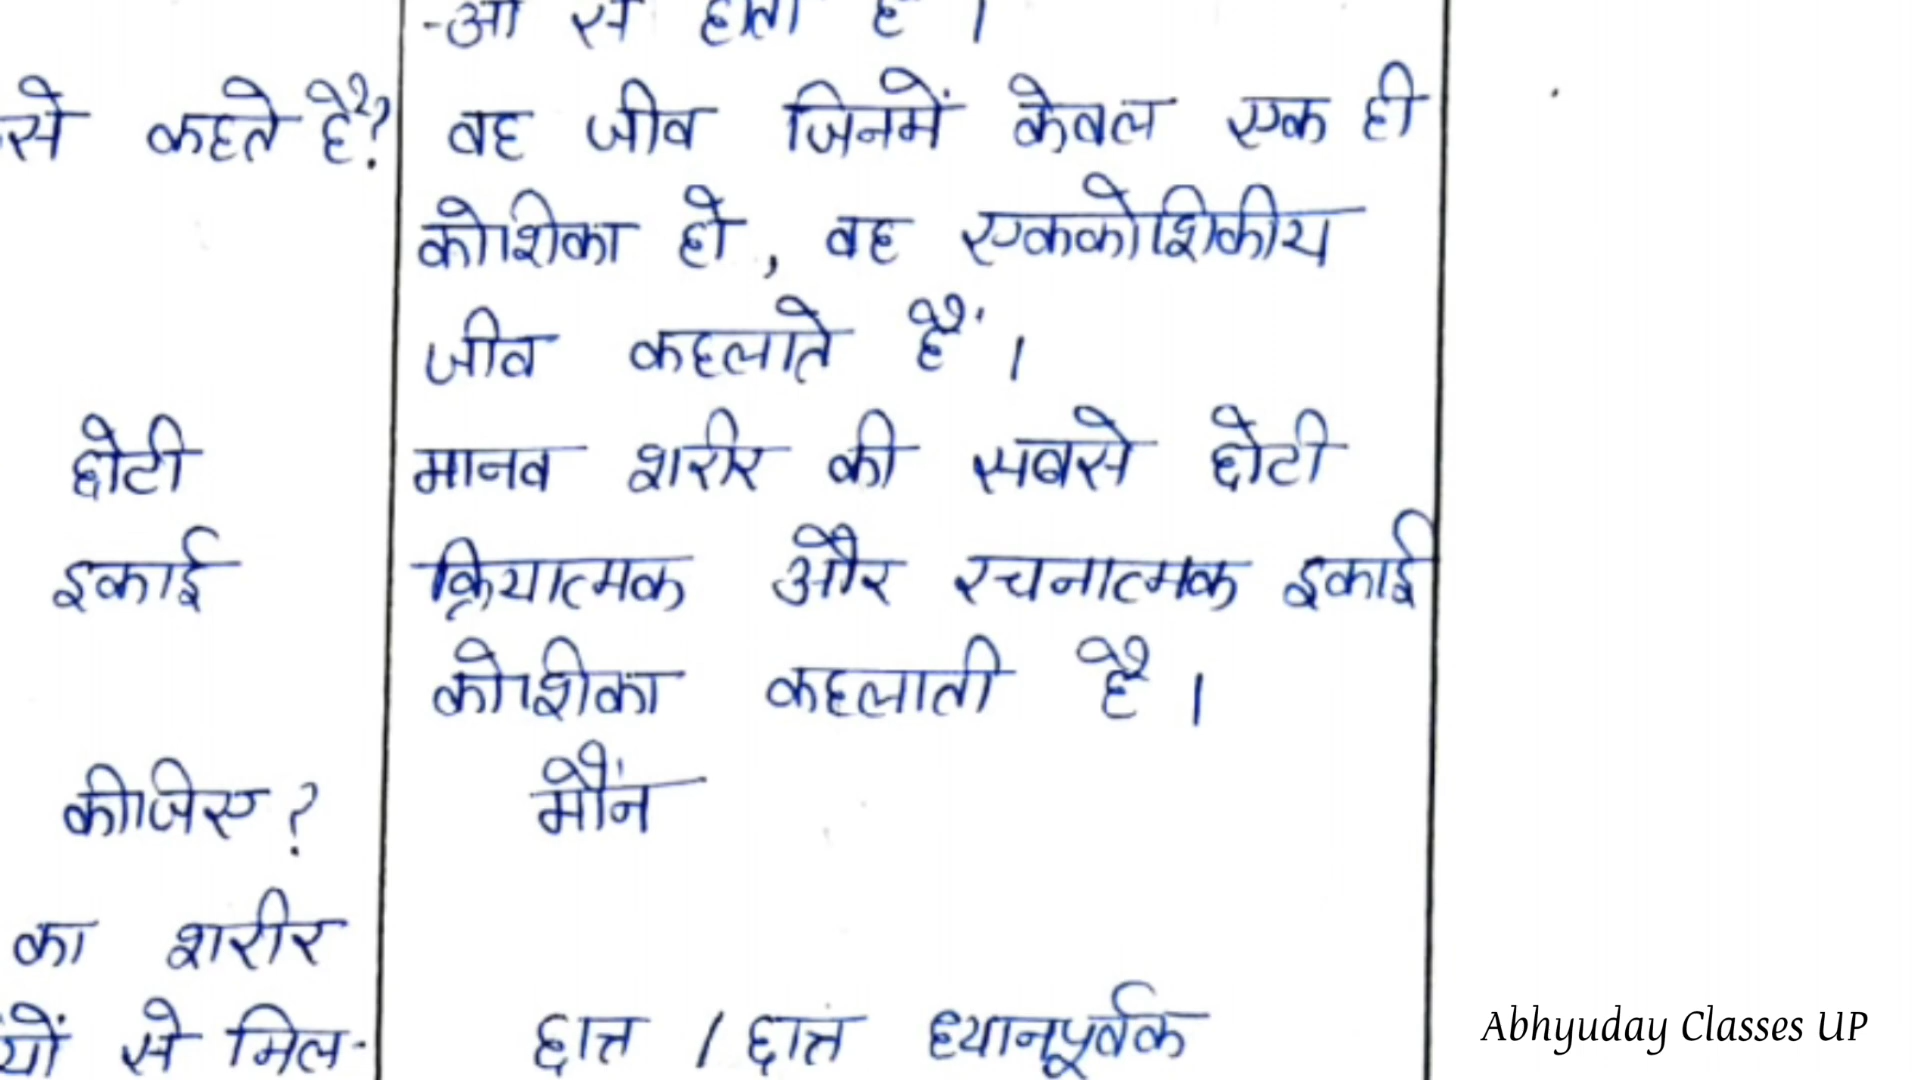 -ओं से होता है ।
से कहते है? वह जीव जिनमें केवल एक ही
कोशिका हो , वह एककोशिकीय
जीव कहलाते हैं ।
छोटी मानव शरीर की सबसे छोटी
इकाई क्रियात्मक और रचनात्मक इकाई
कोशिका कहलाती है ।
कीजिए ? मौंन
का शरीर
यों से मिल- छात्त / छात्त ध्यानपूर्वक
Abhyuday Classes UP